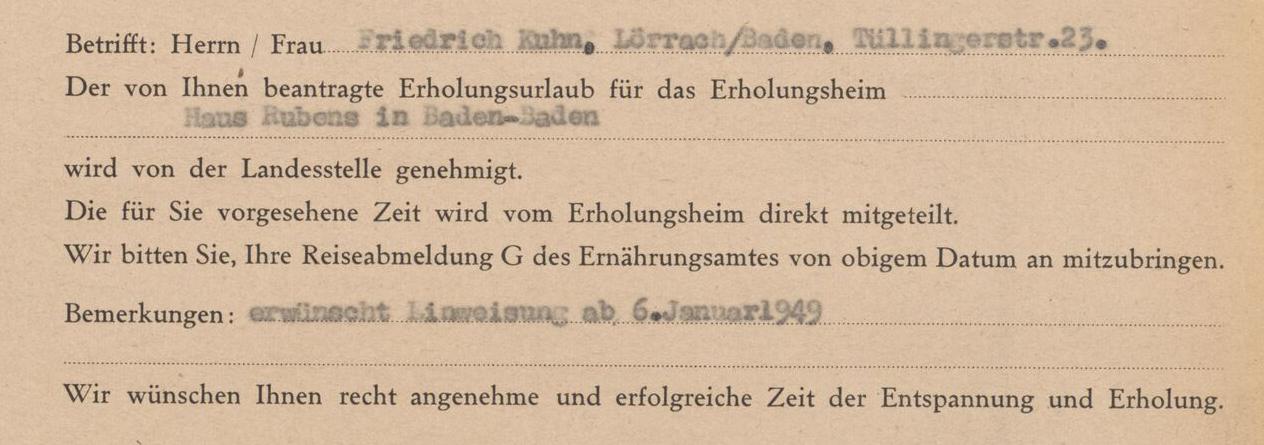 Betrifft: Herrn / Frau Friedrich Kuhn, Lörrach/Baden, Tüllingerstr.23.
Der von Ihnen beantragte Erholungsurlaub für das Erholungsheim
Haus Rubens in Baden-Baden
wird von der Landesstelle genehmigt.
Die für Sie vorgesehene Zeit wird vom Erholungsheim direkt mitgeteilt.
Wir bitten Sie, Ihre Reiseabmeldung G des Ernährungsamtes von obigem Datum an mitzubringen.
Bemerkungen: erwünscht Einweisung ab 6.Januar1949
Wir wünschen Ihnen recht angenehme und erfolgreiche Zeit der Entspannung und Erholung.